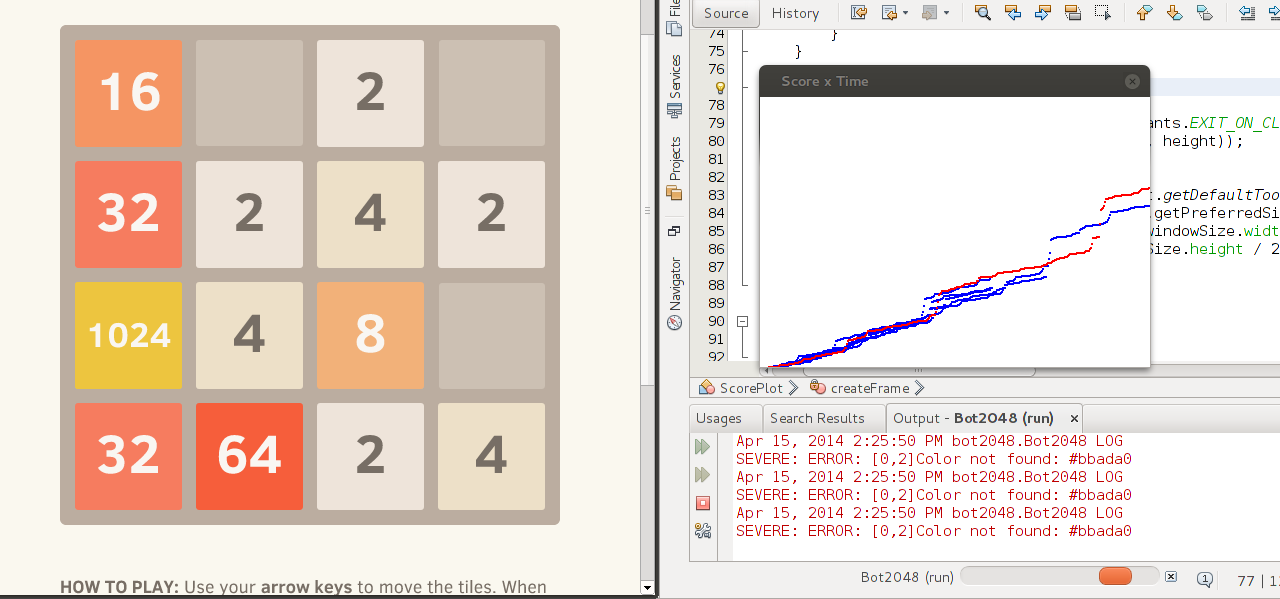 16 2
32 2 4 2
1024 4 8
32 64 2 4
HOW TO PLAY: Use your arrow keys to move the tiles. When
Services
Projects
Navigator
Source History
74 }
75 }
76
78
79 ants.EXIT_ON_CL
80 , height));
81
82
83 .getDefaultToo
84 .getPreferredSi
85 windowSize.widt
86 Size.height / 2
87
88
89
90
91
92
Score x Time
ScorePlot createFrame
Usages Search Results Output - Bot2048 (run)
Apr 15, 2014 2:25:50 PM bot2048.Bot2048 LOG
SEVERE: ERROR: [0,2]Color not found: #bbada0
Apr 15, 2014 2:25:50 PM bot2048.Bot2048 LOG
SEVERE: ERROR: [0,2]Color not found: #bbada0
Apr 15, 2014 2:25:50 PM bot2048.Bot2048 LOG
SEVERE: ERROR: [0,2]Color not found: #bbada0
Bot2048 (run) 1 77